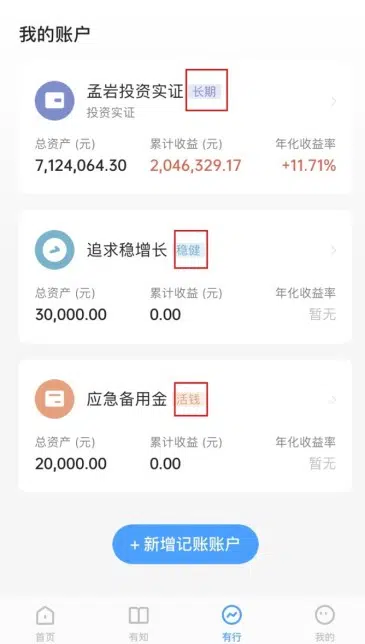 我的账户
孟岩投资实证 长期
投资实证
总资产 (元) 累计收益 (元) 年化收益率
7,124,064.30 2,046,329.17 +11.71%
追求稳增长 稳健
总资产 (元) 累计收益 (元) 年化收益率
30,000.00 0.00 暂无
应急备用金 活钱
总资产 (元) 累计收益 (元) 年化收益率
20,000.00 0.00 暂无
+ 新增记账账户
首页 有知 有行 我的